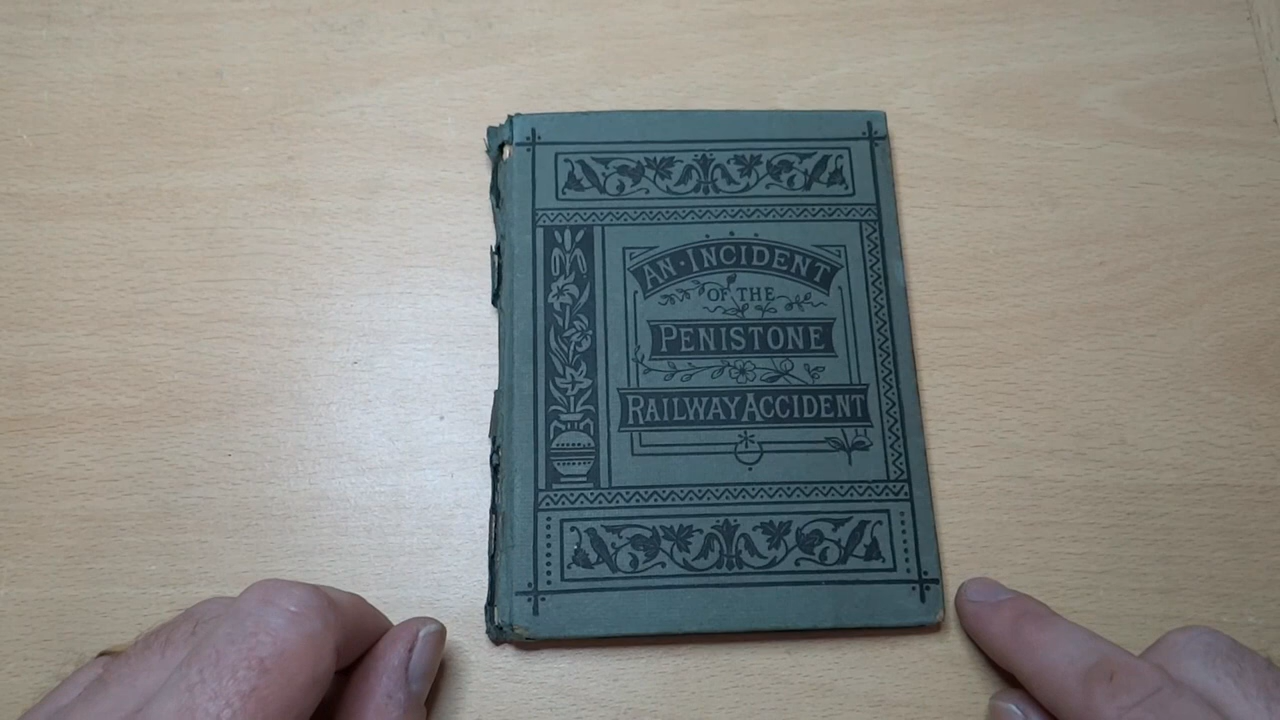 AN · INCIDENT
OF THE
PENISTONE
RAILWAY ACCIDENT